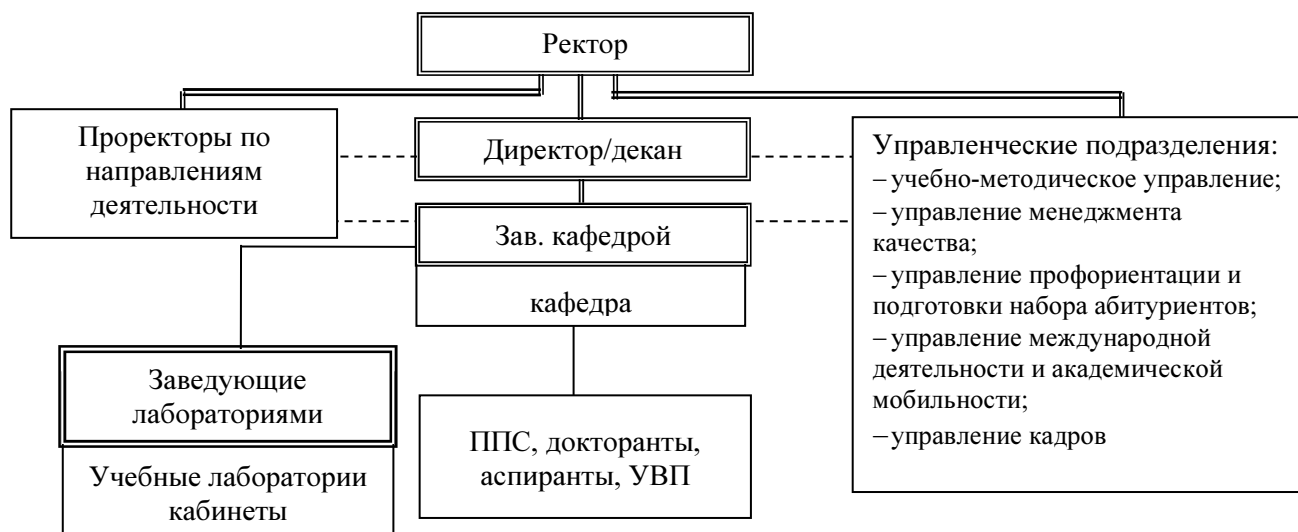 Ректор
Проректоры по
направлениям
деятельности
Директор/декан
Управленческие подразделения:
– учебно-методическое управление;
– управление менеджмента
качества;
– управление профориентации и
подготовки набора абитуриентов;
– управление международной
деятельности и академической
мобильности;
– управление кадров
Зав. кафедрой
кафедра
Заведующие
лабораториями
Учебные лаборатории
кабинеты
ППС, докторанты,
аспиранты, УВП